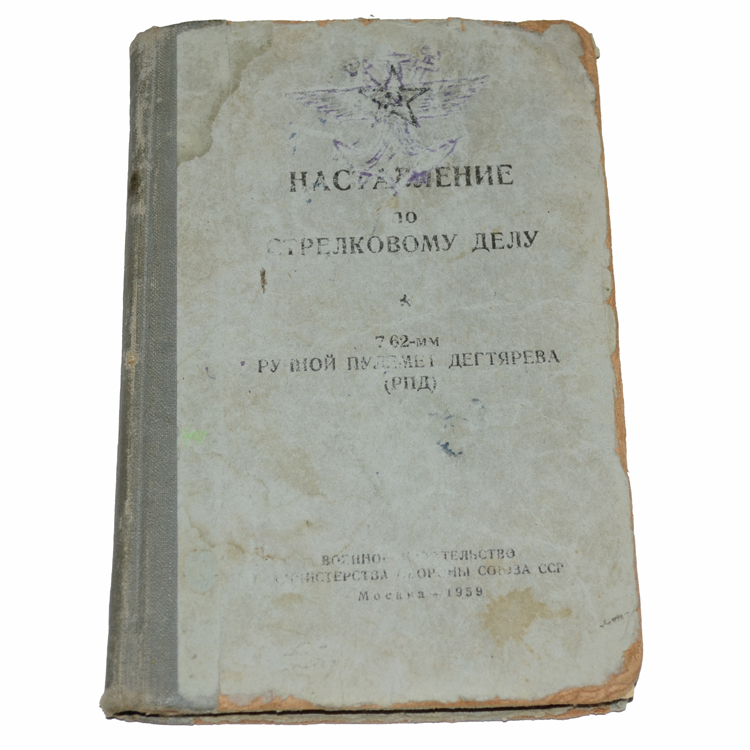 НАСТАВЛЕНИЕ
по
СТРЕЛКОВОМУ ДЕЛУ
7,62-мм
РУЧНОЙ ПУЛЕМЕТ ДЕГТЯРЕВА
(РПД)
ВОЕННОЕ ИЗДАТЕЛЬСТВО
МИНИСТЕРСТВА ОБОРОНЫ СОЮЗА ССР
Москва — 1959